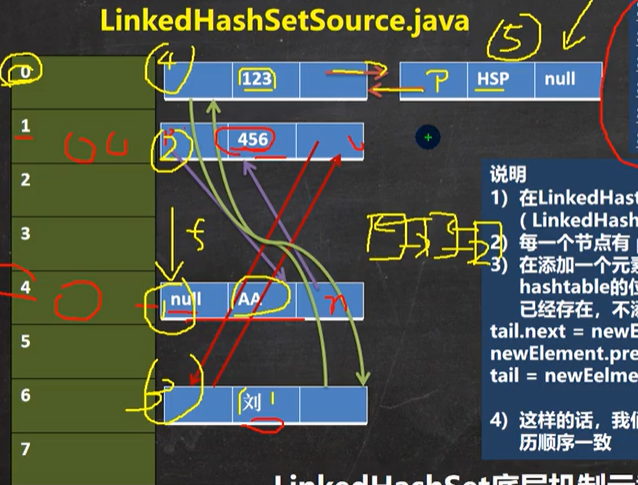 LinkedHashSetSource.java
0
4
123
P
HSP
null
5
1
2
456
2
3
4
1
null
AA
n
5
6
3
刘
7
说明
1) 在LinkedHast
( LinkedHash
2) 每一个节点有
3) 在添加一个元素
hashtable的位
已经存在，不添
tail.next = newE
newElement.pre
tail = newEelme
4) 这样的话，我们
历顺序一致
LinkedHashSet底层机制示